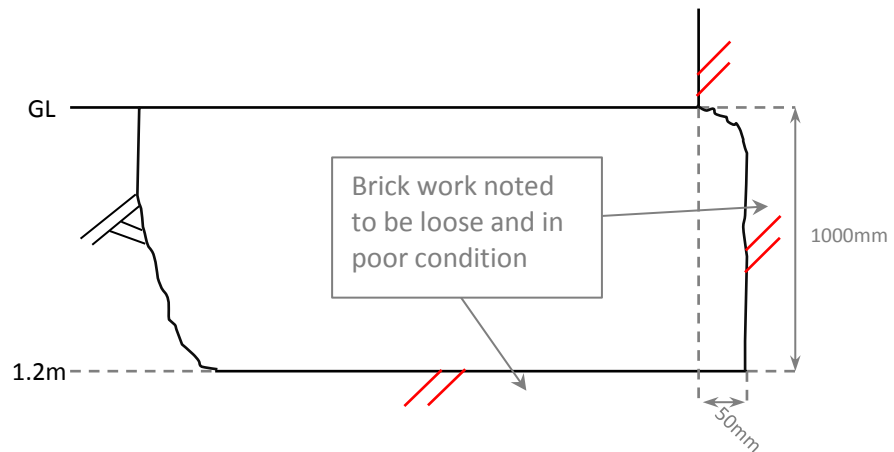 GL
Brick work noted
to be loose and in
poor condition
1000mm
1.2m
50mm